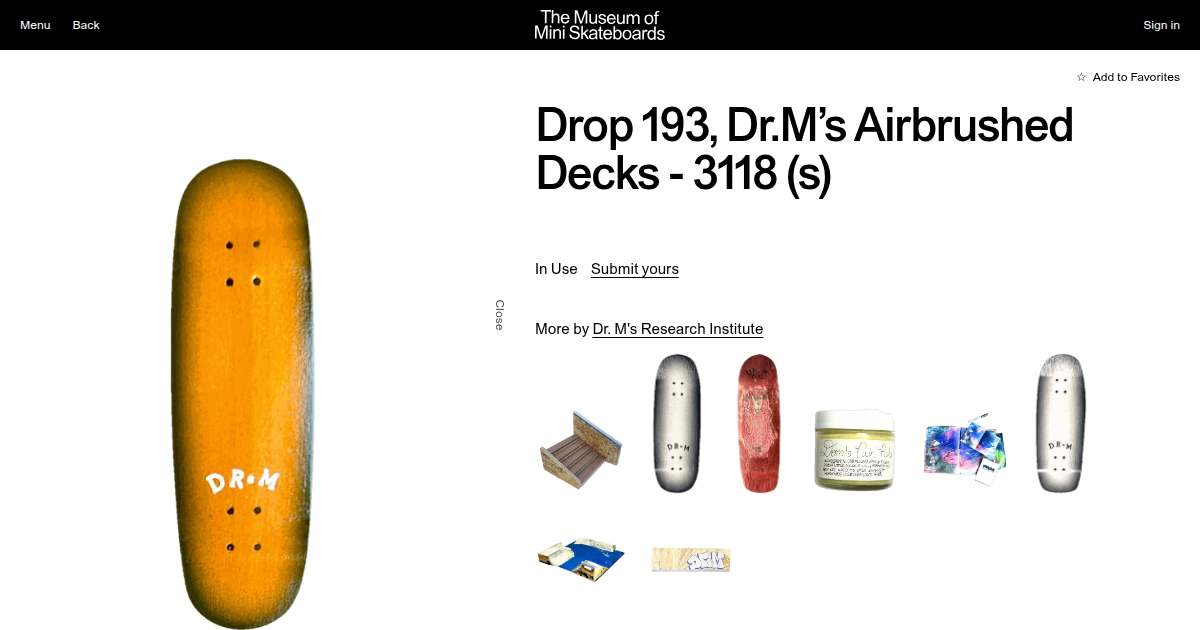 Menu
Back
The Museum of
Mini Skateboards
Sign in
☆ Add to Favorites
Drop 193, Dr.M’s Airbrushed
Decks - 3118 (s)
In Use
Submit yours
Close
More by Dr. M's Research Institute
DR•M
DR•M
DR•M